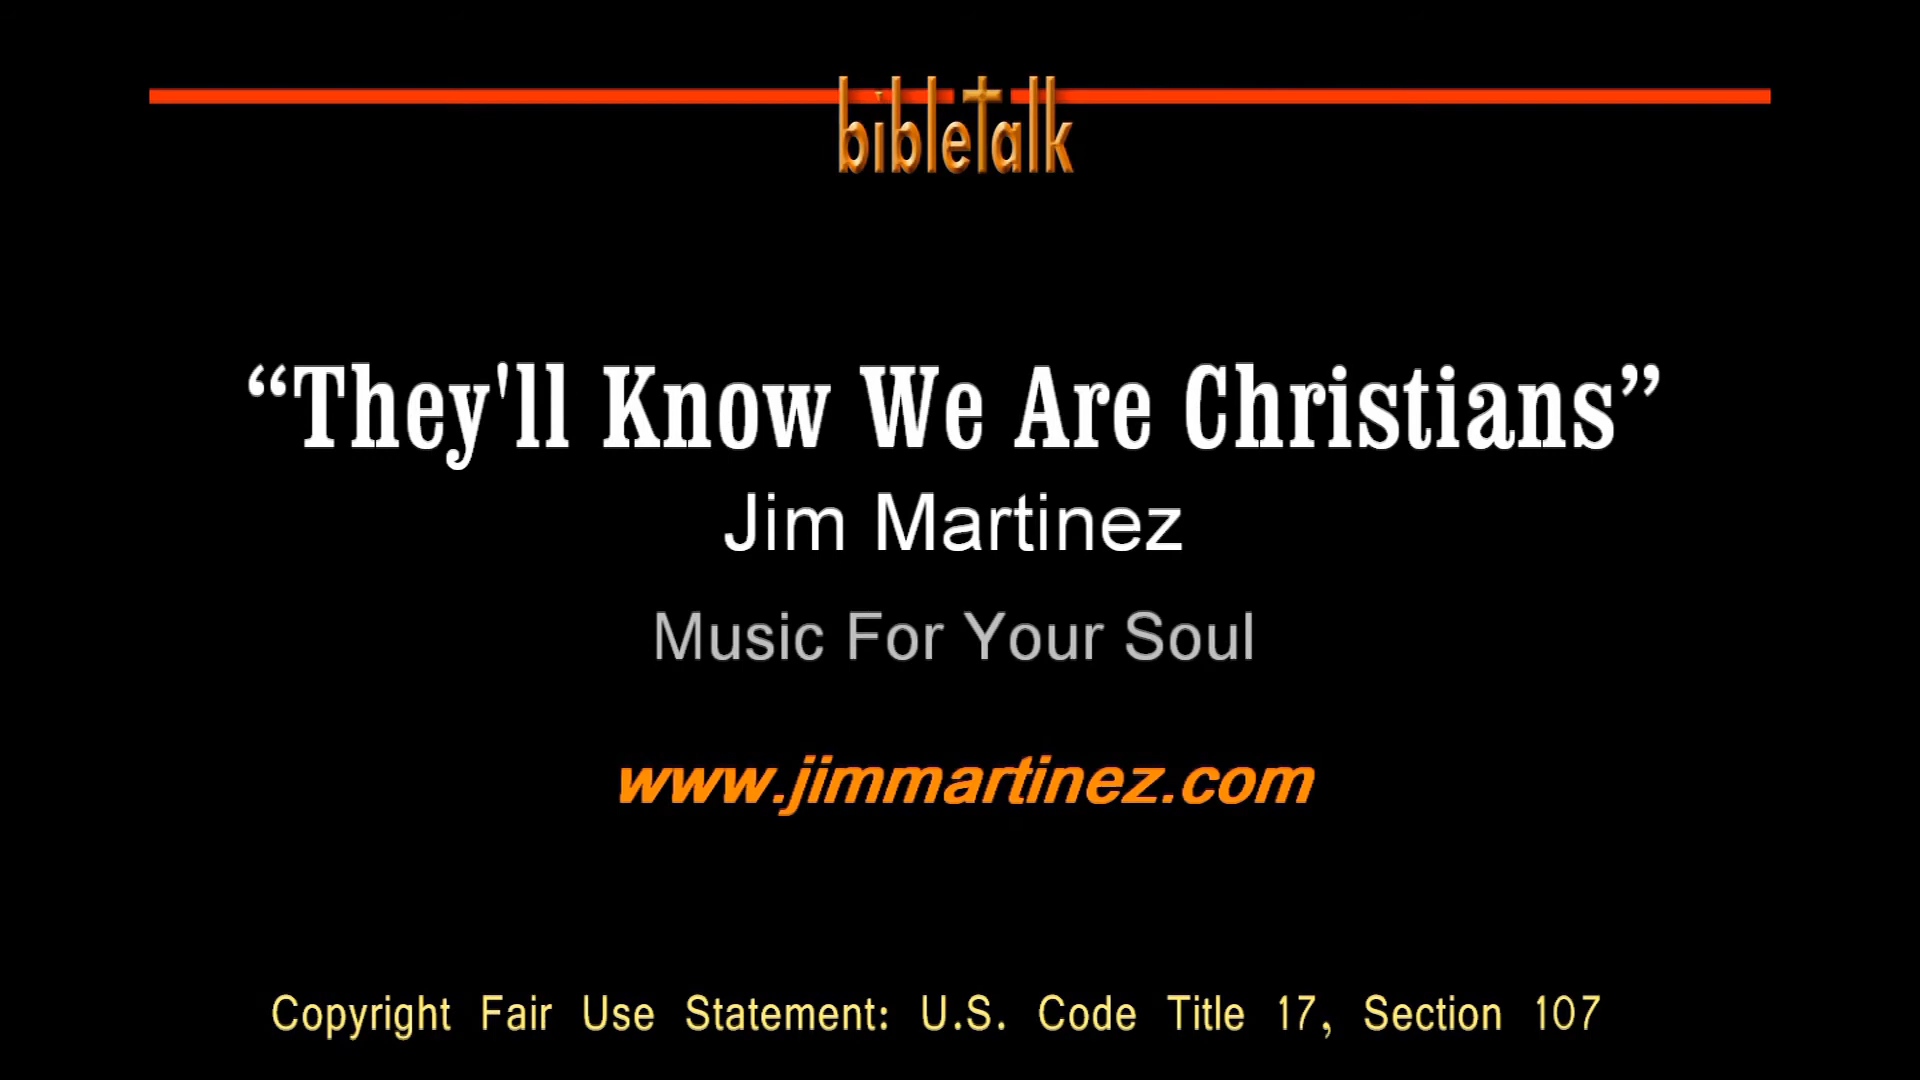 bibleTalk
“They'll Know We Are Christians”
Jim Martinez
Music For Your Soul
www.jimmartinez.com
Copyright Fair Use Statement: U.S. Code Title 17, Section 107